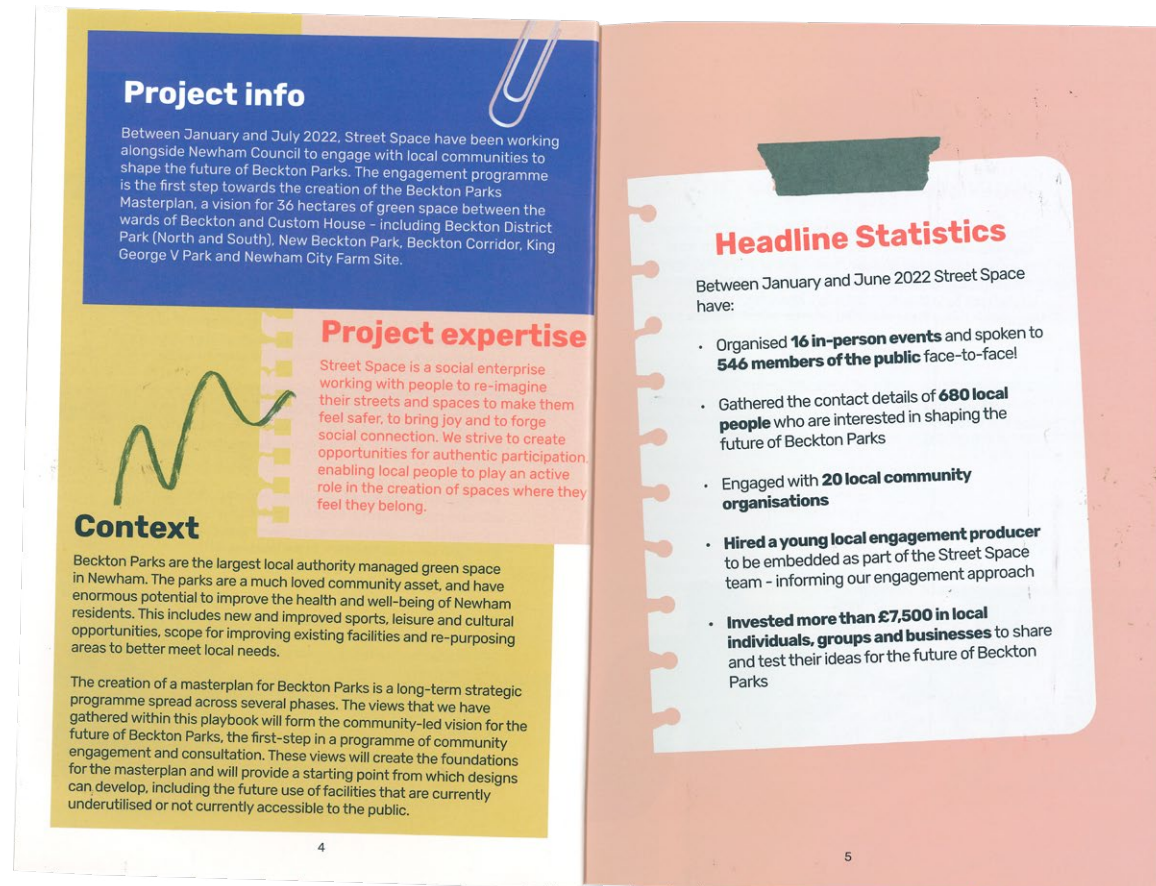 Project info
Between January and July 2022, Street Space have been working
alongside Newham Council to engage with local communities to
shape the future of Beckton Parks. The engagement programme
is the first step towards the creation of the Beckton Parks
Masterplan, a vision for 36 hectares of green space between the
wards of Beckton and Custom House - including Beckton District
Park (North and South), New Beckton Park, Beckton Corridor, King
George V Park and Newham City Farm Site.
Project expertise
Street Space is a social enterprise
working with people to re-imagine
their streets and spaces to make them
feel safer, to bring joy and to forge
social connection. We strive to create
opportunities for authentic participation,
enabling local people to play an active
role in the creation of spaces where they
feel they belong.
Context
Beckton Parks are the largest local authority managed green space
in Newham. The parks are a much loved community asset, and have
enormous potential to improve the health and well-being of Newham
residents. This includes new and improved sports, leisure and cultural
opportunities, scope for improving existing facilities and re-purposing
areas to better meet local needs.
The creation of a masterplan for Beckton Parks is a long-term strategic
programme spread across several phases. The views that we have
gathered within this playbook will form the community-led vision for the
future of Beckton Parks, the first-step in a programme of community
engagement and consultation. These views will create the foundations
for the masterplan and will provide a starting point from which designs
can develop, including the future use of facilities that are currently
underutilised or not currently accessible to the public.
4
Headline Statistics
Between January and June 2022 Street Space
have:
• Organised 16 in-person events and spoken to
546 members of the public face-to-face!
• Gathered the contact details of 680 local
people who are interested in shaping the
future of Beckton Parks
• Engaged with 20 local community
organisations
• Hired a young local engagement producer
to be embedded as part of the Street Space
team - informing our engagement approach
• Invested more than £7,500 in local
individuals, groups and businesses to share
and test their ideas for the future of Beckton
Parks
5